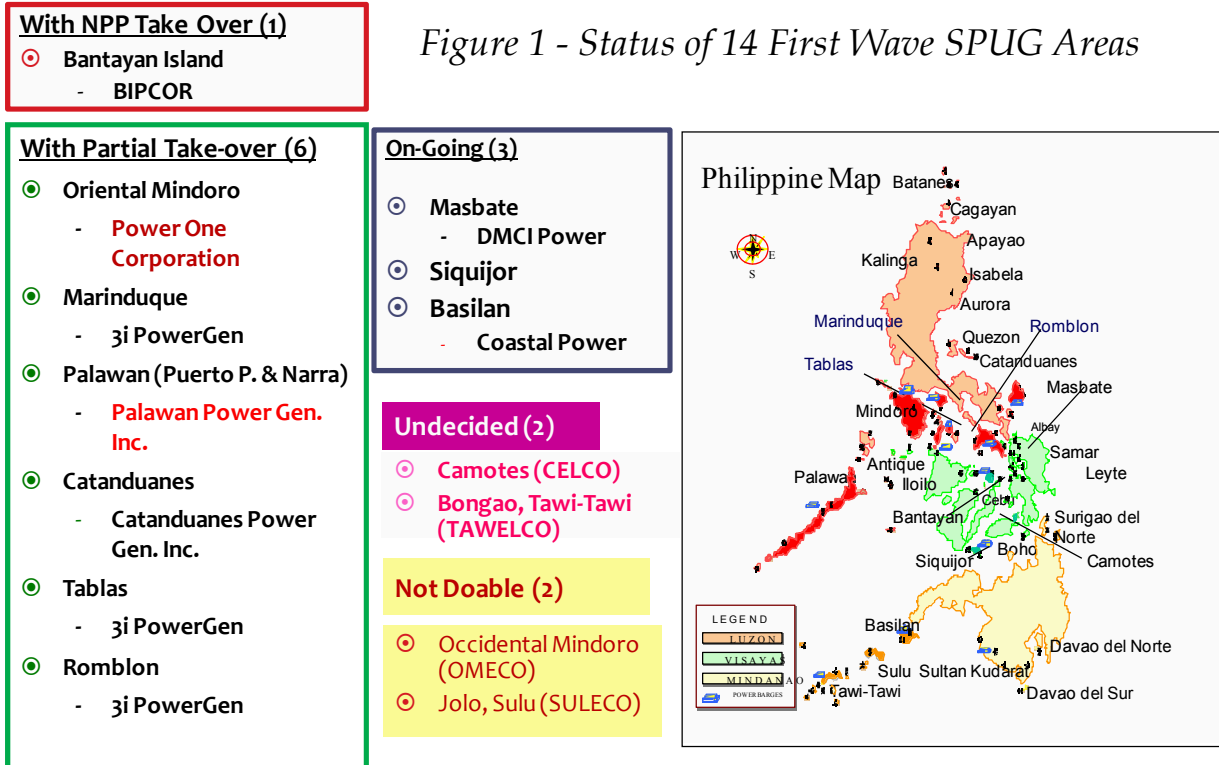 Figure 1 - Status of 14 First Wave SPUG Areas
With NPP Take Over (1)
Bantayan Island
- BIPCOR
With Partial Take-over (6)
Oriental Mindoro
- Power One
Corporation
Marinduque
- 3i PowerGen
Palawan (Puerto P. & Narra)
- Palawan Power Gen.
Inc.
Catanduanes
- Catanduanes Power
Gen. Inc.
Tablas
- 3i PowerGen
Romblon
- 3i PowerGen
On-Going (3)
Masbate
- DMCI Power
Siquijor
Basilan
- Coastal Power
Undecided (2)
Camotes (CELCO)
Bongao, Tawi-Tawi
(TAWELCO)
Not Doable (2)
Occidental Mindoro
(OMECO)
Jolo, Sulu (SULECO)
Philippine Map
Batanes
Cagayan
N
W E
S
Apayao
Kalinga
Isabela
Aurora
Marinduque
Quezon
Romblon
Catanduanes
Tablas
Masbate
Mindoro
Albay
Samar
Antique
Leyte
Palawa
Iloilo
Cebu
Bantayan
Surigao del
Norte
Siquijor
Boho
Camotes
LEGEND
LUZON
VISAYAS
MINDANAO
POWER BARGES
Basilan
Davao del Norte
Sulu
Sultan Kudarat
Tawi-Tawi
Davao del Sur